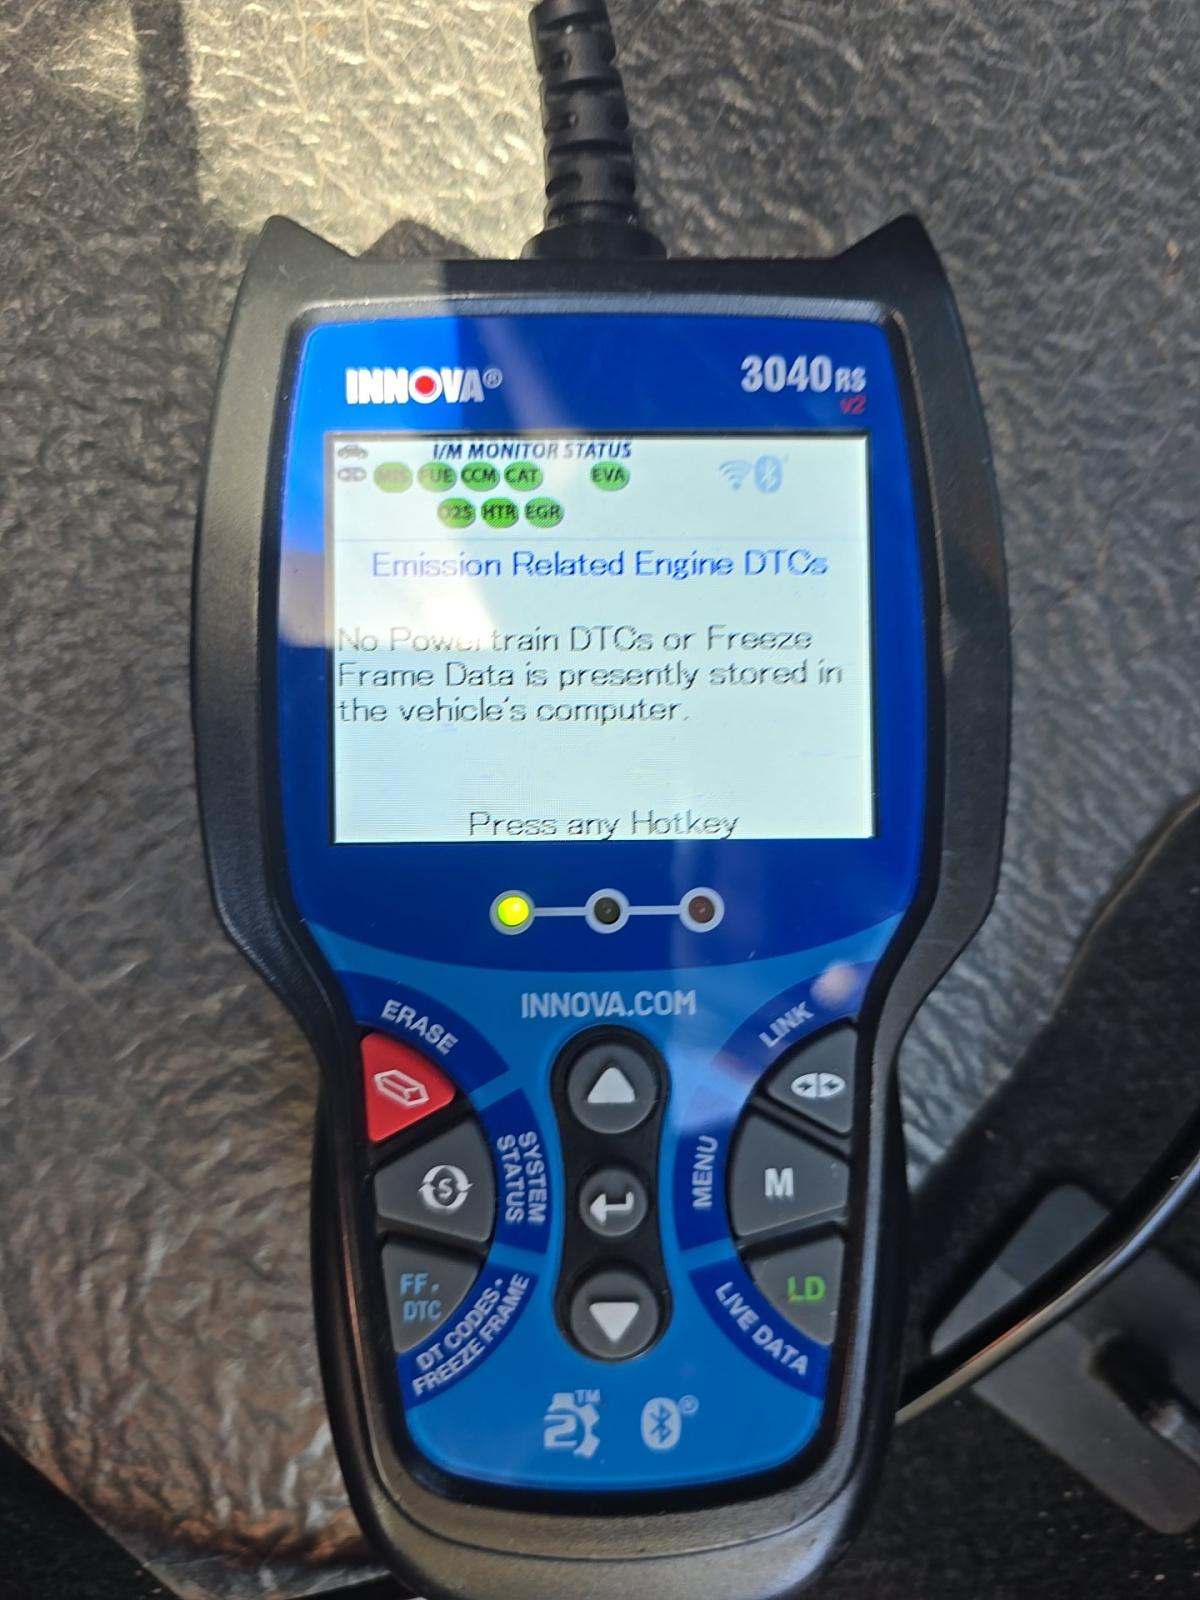 INNOVA®
3040RS
v2
I/M MONITOR STATUS
MIS FUE CCM CAT EVA
O2S HTR EGR
Emission Related Engine DTCs
No Powertrain DTCs or Freeze
Frame Data is presently stored in
the vehicle's computer.
Press any Hotkey
INNOVA.COM
ERASE
LINK
SYSTEM
STATUS
S
MENU
M
FF•
DTC
DT CODES •
FREEZE FRAME
LD
LIVE DATA
2 TM
®